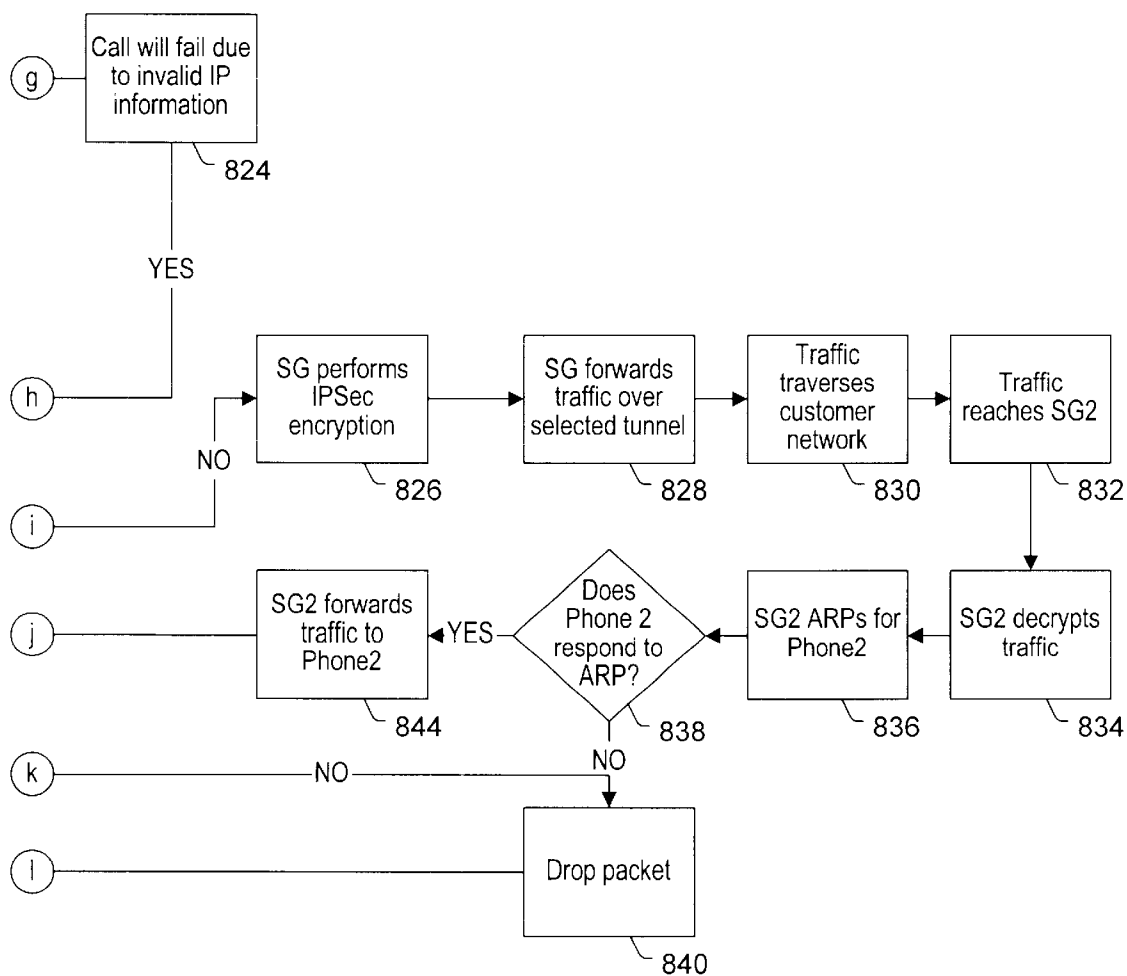 g
Call will fail due
to invalid IP
information
824
YES
h
SG performs
IPSec
encryption
826
SG forwards
traffic over
selected tunnel
828
Traffic
traverses
customer
network
830
Traffic
reaches SG2
832
NO
i
j
SG2 forwards
traffic to
Phone2
844
YES
Does
Phone 2
respond to
ARP?
838
SG2 ARPs for
Phone2
836
SG2 decrypts
traffic
834
NO
k
NO
l
Drop packet
840